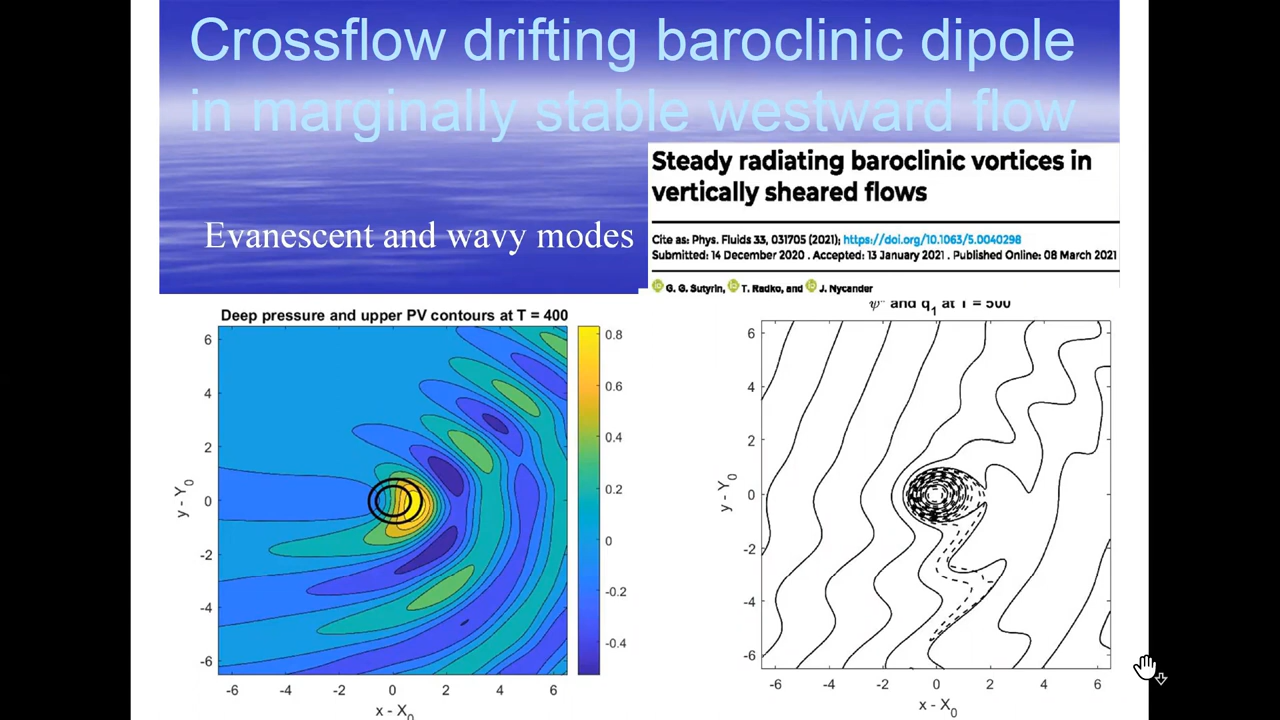 Crossflow drifting baroclinic dipole
in marginally stable westward flow
Steady radiating baroclinic vortices in
vertically sheared flows
Evanescent and wavy modes
Cite as: Phys. Fluids 33, 031705 (2021); https://doi.org/10.1063/5.0040298
Submitted: 14 December 2020 . Accepted: 13 January 2021 . Published Online: 08 March 2021
G. G. Sutyrin, T. Radko, and J. Nycander
Deep pressure and upper PV contours at T = 400
6
4
2
0
-2
-4
-6
y - Y0
-6 -4 -2 0 2 4 6
x - X0
0.8
0.6
0.4
0.2
0
-0.2
-0.4
and q1 at T = 500
6
4
2
0
-2
-4
-6
y - Y0
-6 -4 -2 0 2 4 6
x - X0